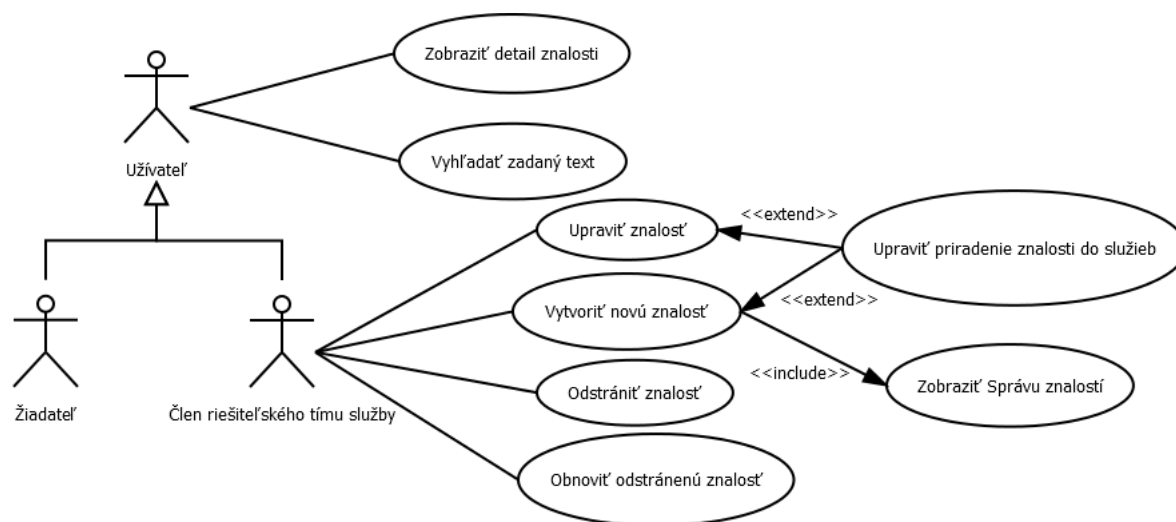 Zobraziť detail znalosti
Užívateľ
Vyhľadať zadaný text
<<extend>>
Upraviť znalosť
Upraviť priradenie znalosti do služieb
<<extend>>
Vytvoriť novú znalosť
<<include>>
Zobraziť Správu znalostí
Odstrániť znalosť
Žiadateľ
Člen riešiteľského tímu služby
Obnoviť odstránenú znalosť